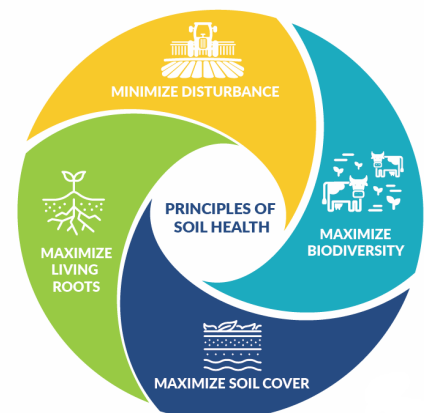 MINIMIZE DISTURBANCE
PRINCIPLES OF
SOIL HEALTH
MAXIMIZE
BIODIVERSITY
MAXIMIZE
LIVING
ROOTS
MAXIMIZE SOIL COVER